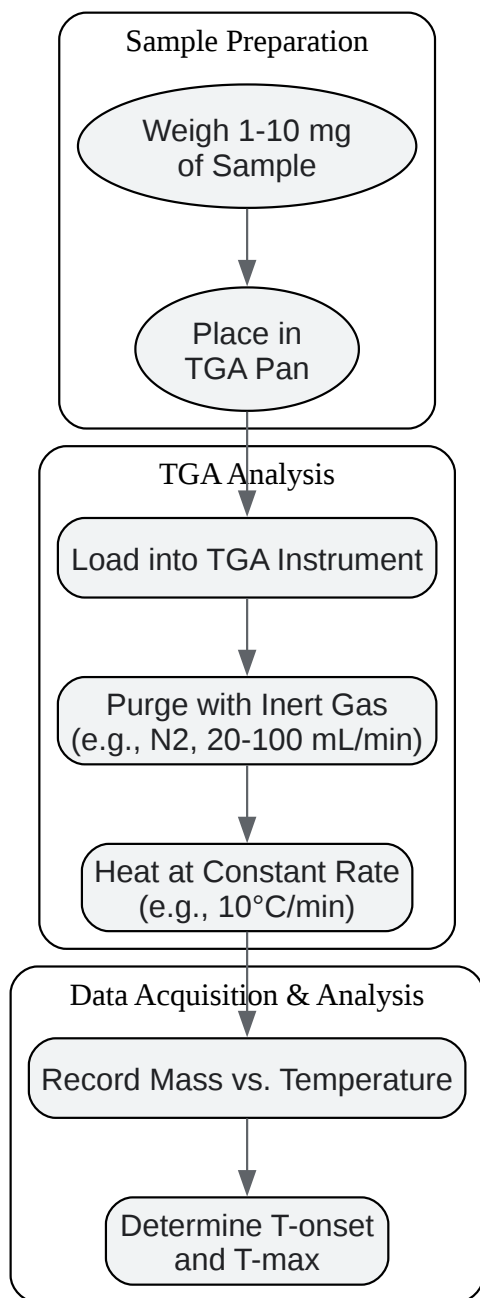 Sample Preparation
Weigh 1-10 mg
of Sample
Place in
TGA Pan
TGA Analysis
Load into TGA Instrument
Purge with Inert Gas
(e.g., N2, 20-100 mL/min)
Heat at Constant Rate
(e.g., 10°C/min)
Data Acquisition & Analysis
Record Mass vs. Temperature
Determine T-onset
and T-max